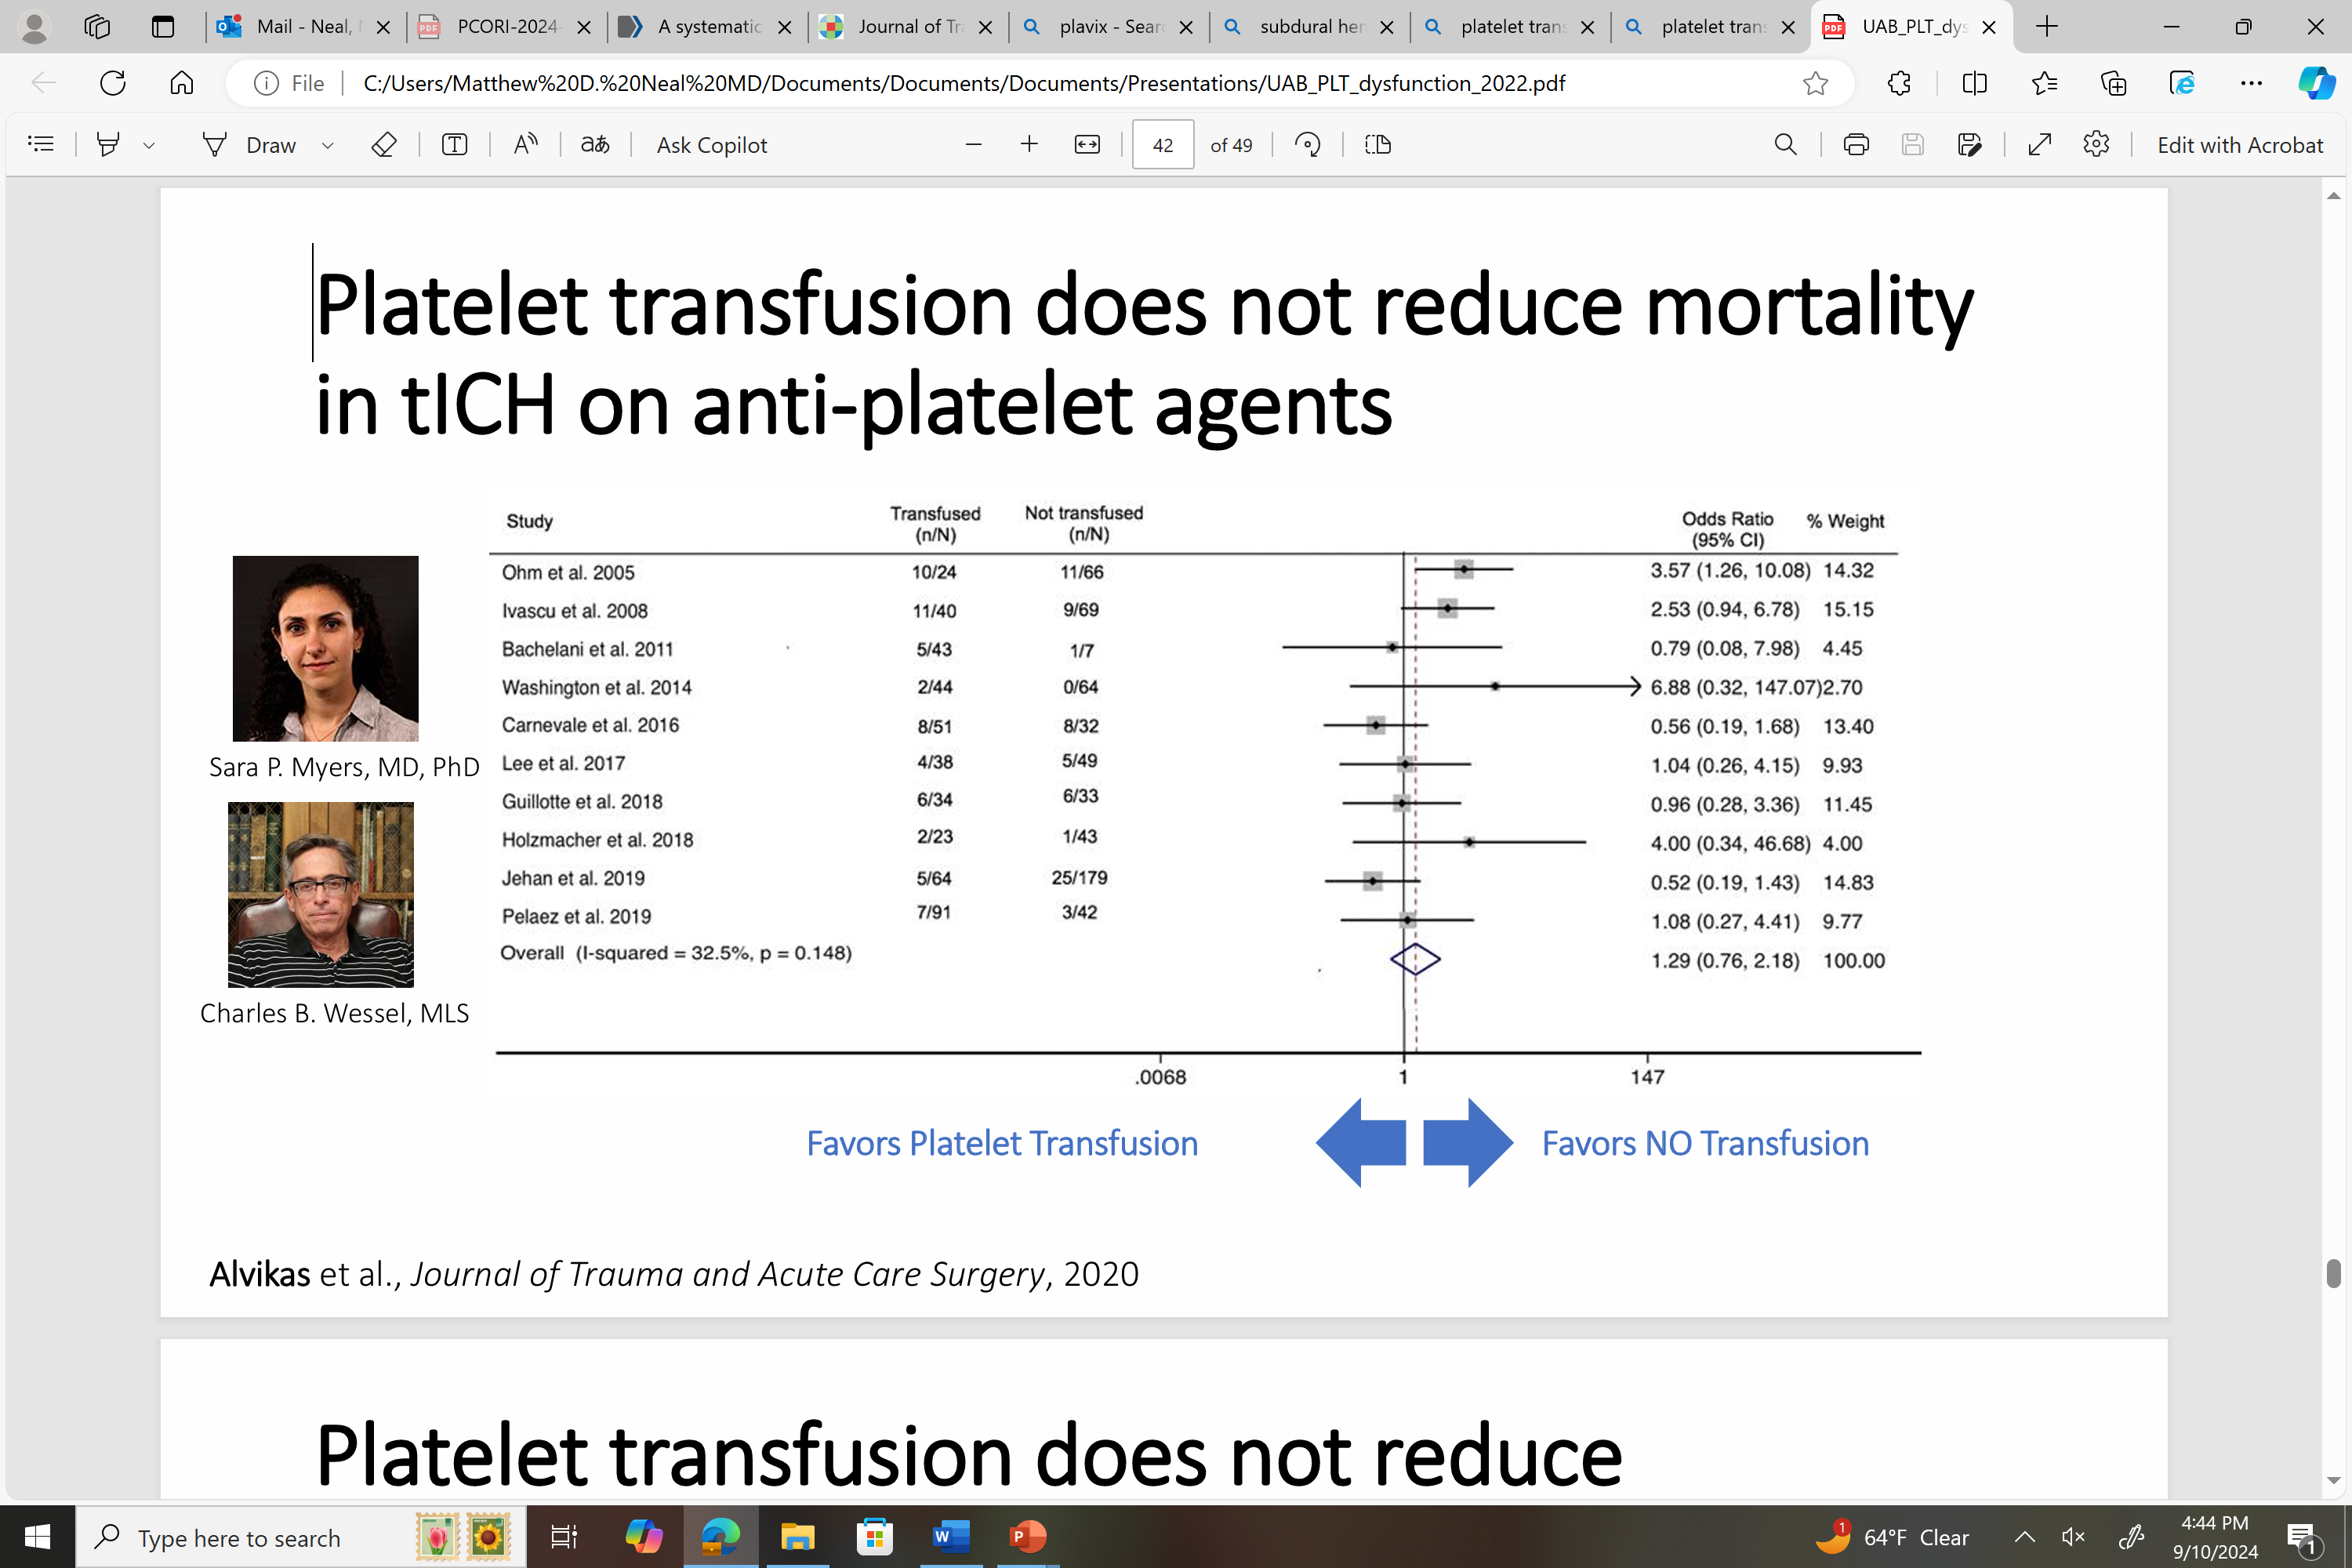 Mail - Neal,
PCORI-2024-
A systematic
Journal of Tr
plavix - Sear
subdural her
platelet trans
platelet trans
UAB_PLT_dys
File
C:/Users/Matthew%20D.%20Neal%20MD/Documents/Documents/Documents/Presentations/UAB_PLT_dysfunction_2022.pdf
Draw
Ask Copilot
42 of 49
Edit with Acrobat
Platelet transfusion does not reduce mortality
in tICH on anti-platelet agents
Study Transfused (n/N) Not transfused (n/N) Odds Ratio (95% CI) % Weight
Ohm et al. 2005 10/24 11/66 3.57 (1.26, 10.08) 14.32
Ivascu et al. 2008 11/40 9/69 2.53 (0.94, 6.78) 15.15
Bachelani et al. 2011 5/43 1/7 0.79 (0.08, 7.98) 4.45
Washington et al. 2014 2/44 0/64 6.88 (0.32, 147.07) 2.70
Carnevale et al. 2016 8/51 8/32 0.56 (0.19, 1.68) 13.40
Lee et al. 2017 4/38 5/49 1.04 (0.26, 4.15) 9.93
Guillotte et al. 2018 6/34 6/33 0.96 (0.28, 3.36) 11.45
Holzmacher et al. 2018 2/23 1/43 4.00 (0.34, 46.68) 4.00
Jehan et al. 2019 5/64 25/179 0.52 (0.19, 1.43) 14.83
Pelaez et al. 2019 7/91 3/42 1.08 (0.27, 4.41) 9.77
Overall (I-squared = 32.5%, p = 0.148) 1.29 (0.76, 2.18) 100.00
.0068 1 147
Sara P. Myers, MD, PhD
Charles B. Wessel, MLS
Favors Platelet Transfusion
Favors NO Transfusion
Alvikas et al., Journal of Trauma and Acute Care Surgery, 2020
Platelet transfusion does not reduce
Type here to search
64°F Clear
4:44 PM
9/10/2024